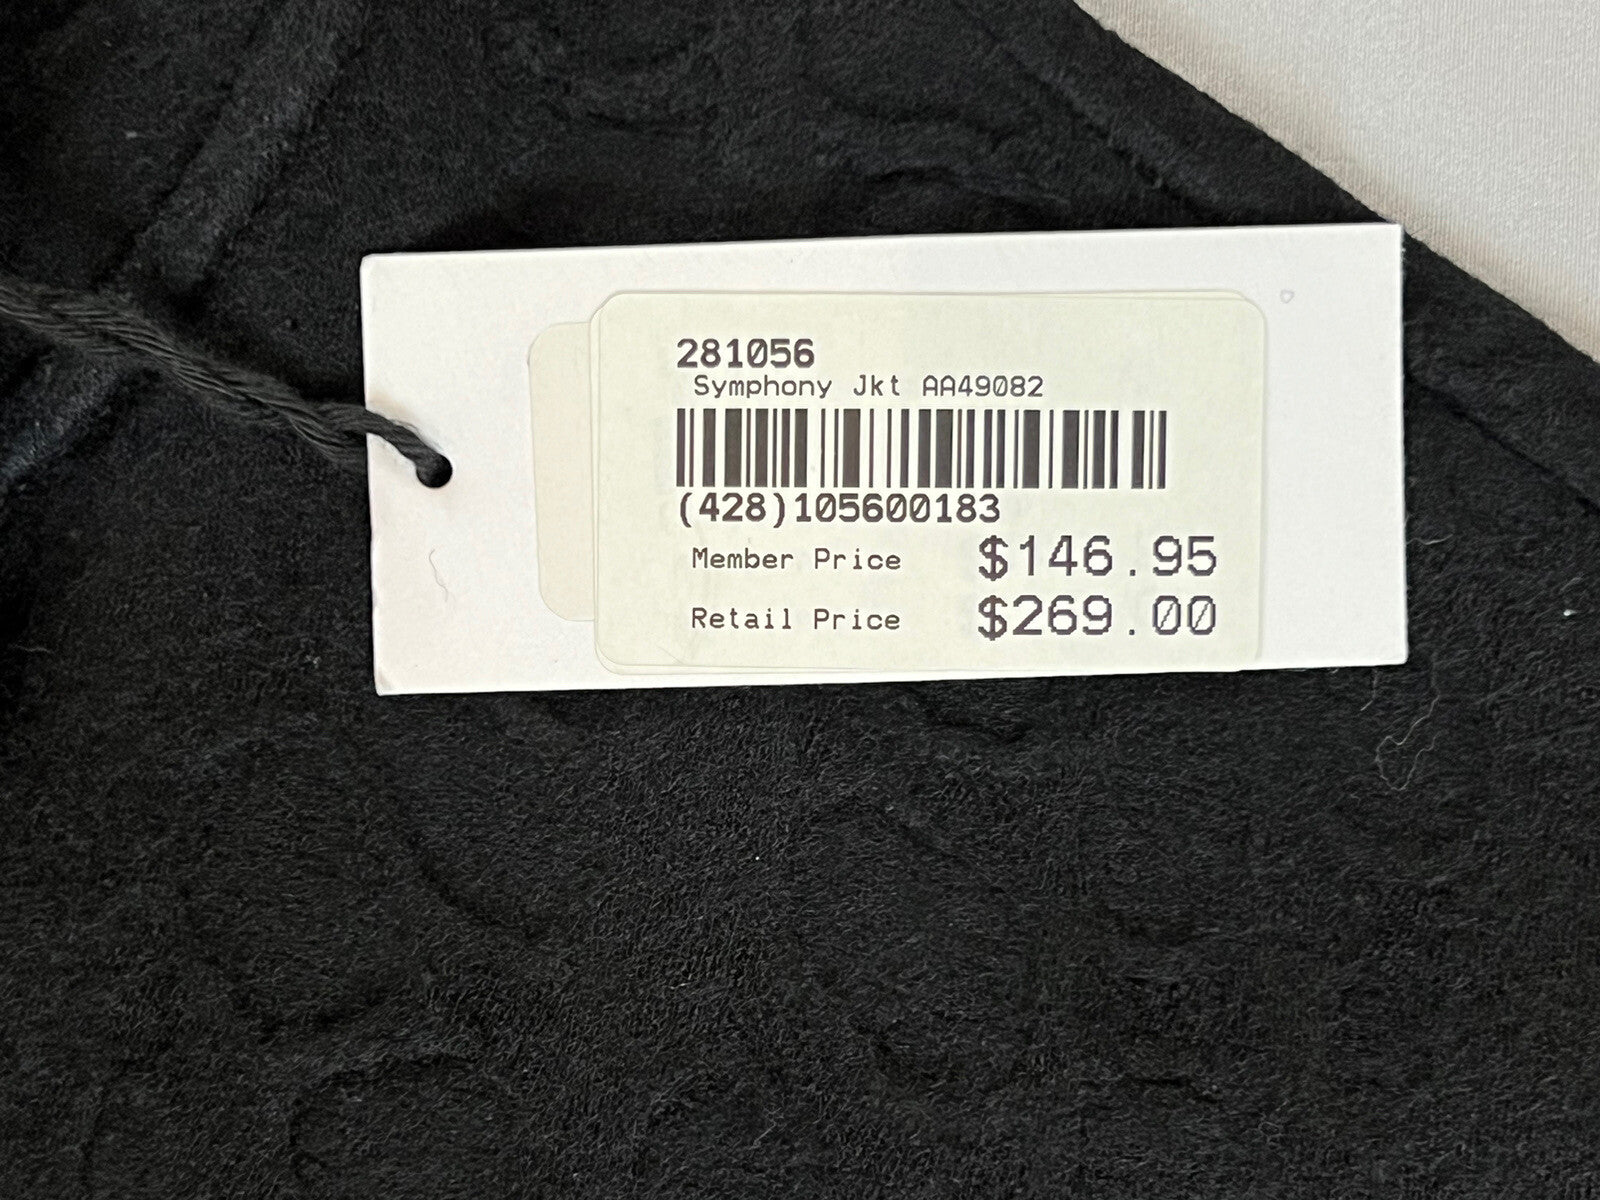 281056
Symphony Jkt AA49082
(428)105600183
Member Price $146.95
Retail Price $269.00